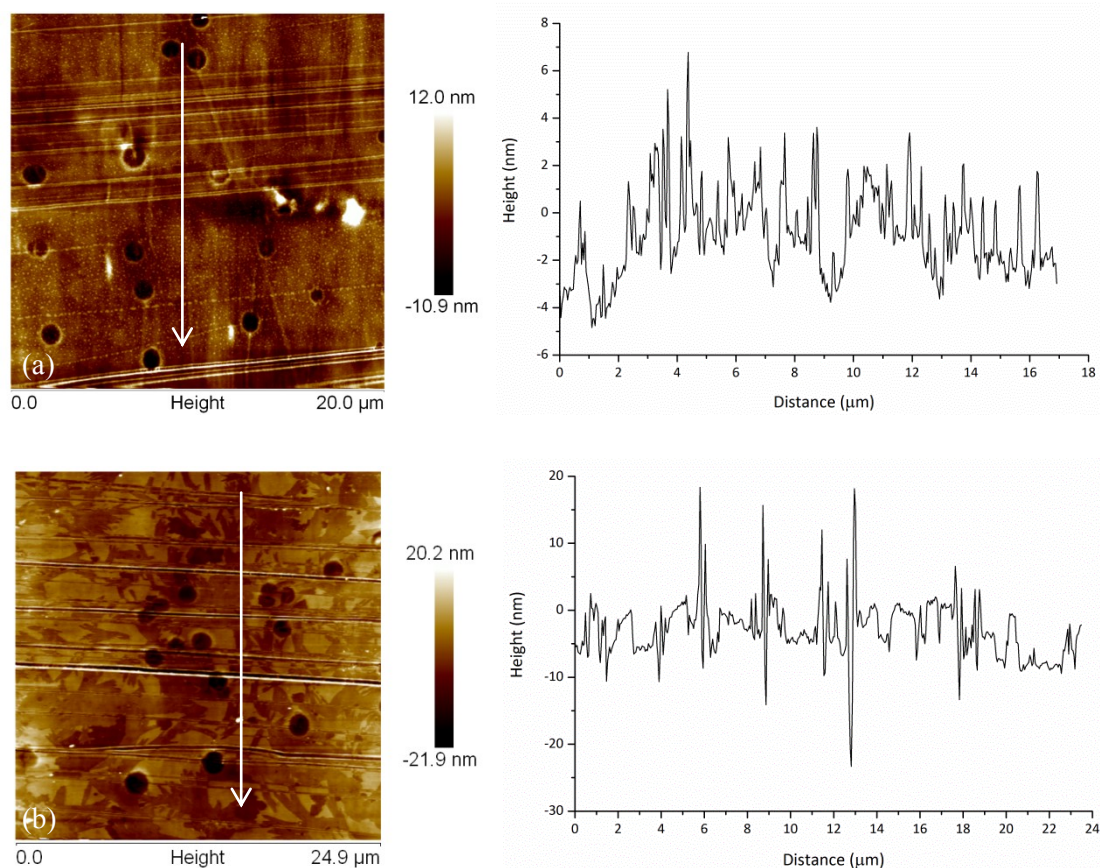 12.0 nm
-10.9 nm
(a)
0.0 Height 20.0 µm
8
6
4
2
0
-2
-4
-6
Height (nm)
0 2 4 6 8 10 12 14 16 18
Distance (µm)
20.2 nm
-21.9 nm
(b)
0.0 Height 24.9 µm
20
10
0
-10
-20
-30
Height (nm)
0 2 4 6 8 10 12 14 16 18 20 22 24
Distance (µm)